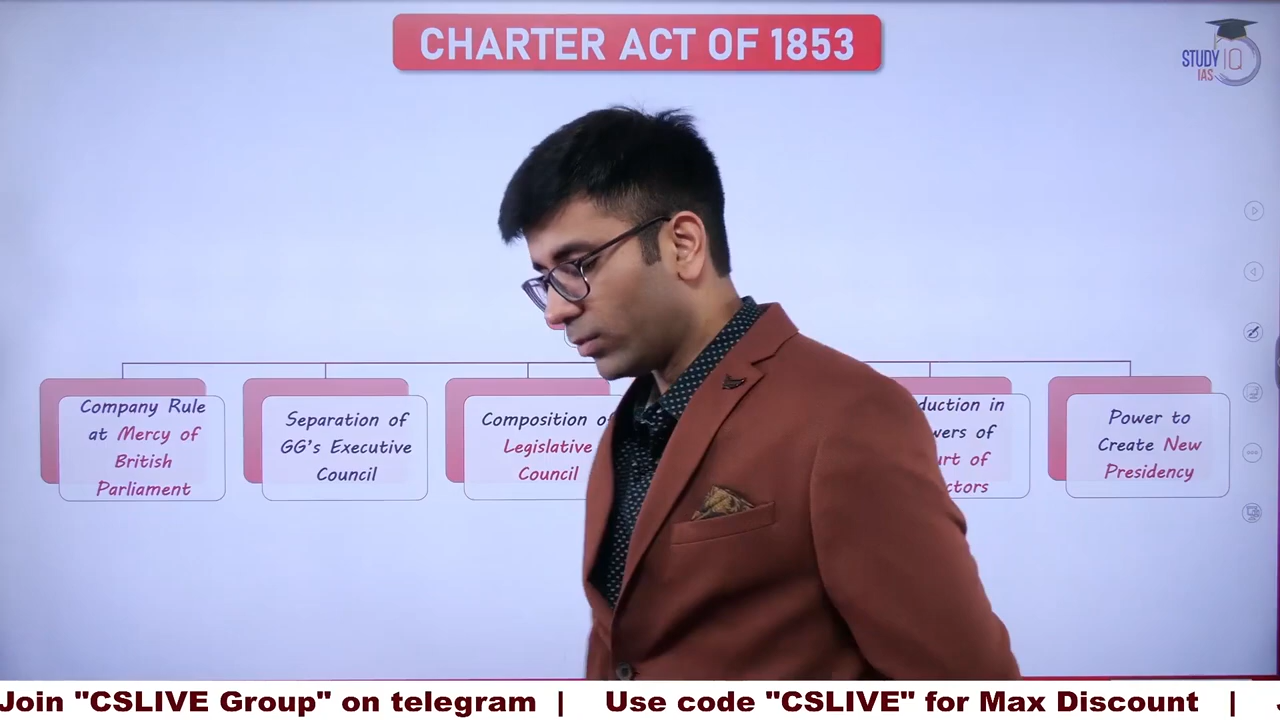 CHARTER ACT OF 1853
STUDY IQ
IAS
Company Rule
at Mercy of
British
Parliament
Separation of
GG's Executive
Council
Composition of
Legislative
Council
duction in
wers of
urt of
ctors
Power to
Create New
Presidency
Join "CSLIVE Group" on telegram | Use code "CSLIVE" for Max Discount |